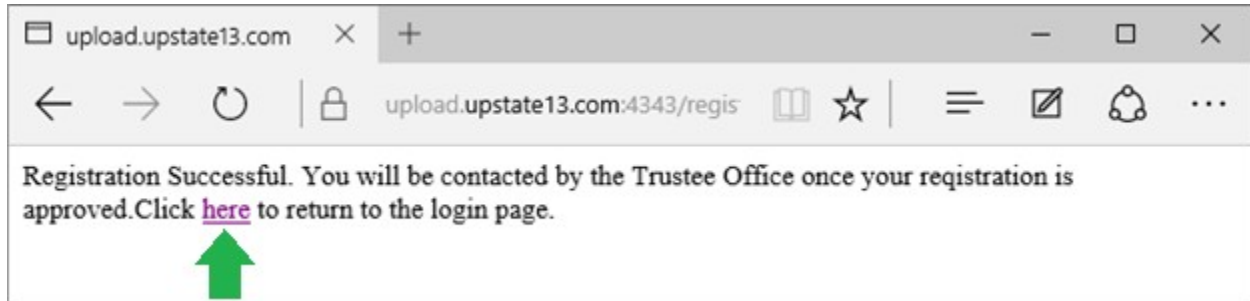 upload.upstate13.com
upload.upstate13.com:4343/regis
Registration Successful. You will be contacted by the Trustee Office once your reqistration is
approved.Click here to return to the login page.